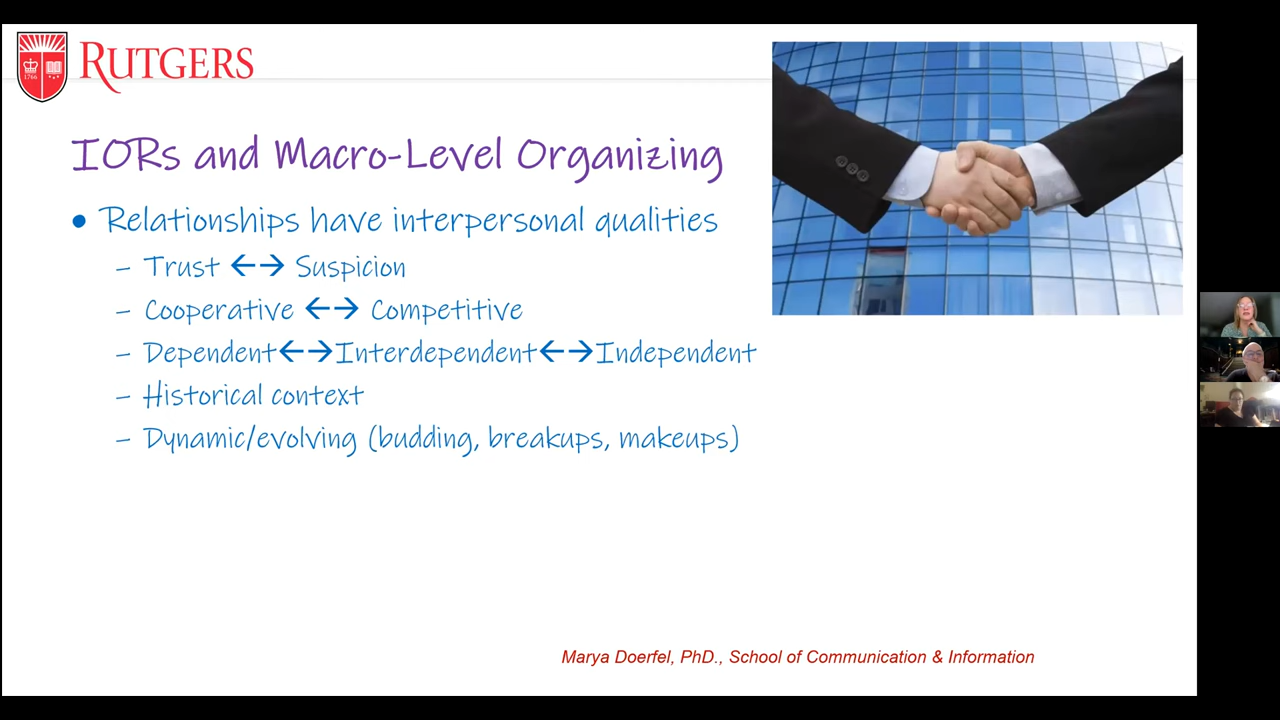 RUTGERS
1766
IORs and Macro-Level Organizing
• Relationships have interpersonal qualities
– Trust ←→ Suspicion
– Cooperative ←→ Competitive
– Dependent←→Interdependent←→Independent
– Historical context
– Dynamic/evolving (budding, breakups, makeups)
Marya Doerfel, PhD., School of Communication & Information